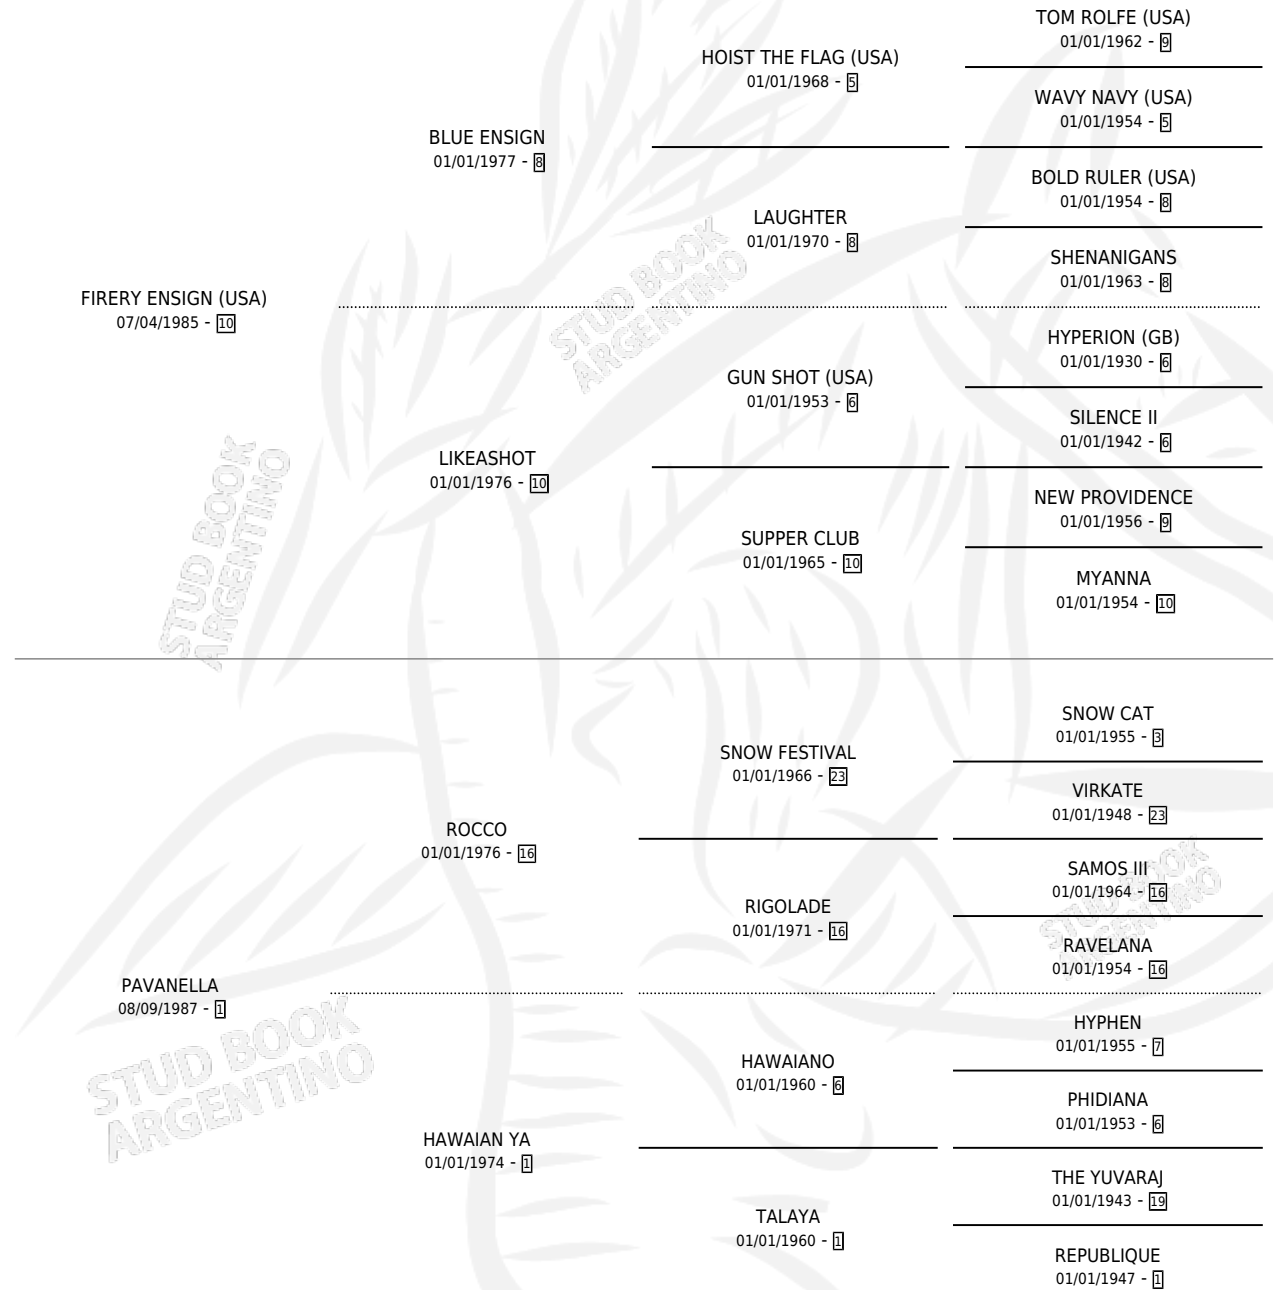 TOM ROLFE (USA)
01/01/1962 - 9
HOIST THE FLAG (USA)
01/01/1968 - 5
WAVY NAVY (USA)
01/01/1954 - 5
BLUE ENSIGN
01/01/1977 - 8
BOLD RULER (USA)
01/01/1954 - 8
LAUGHTER
01/01/1970 - 8
SHENANIGANS
01/01/1963 - 8
FIRERY ENSIGN (USA)
07/04/1985 - 10
HYPERION (GB)
01/01/1930 - 6
GUN SHOT (USA)
01/01/1953 - 6
SILENCE II
01/01/1942 - 6
LIKEASHOT
01/01/1976 - 10
NEW PROVIDENCE
01/01/1956 - 9
SUPPER CLUB
01/01/1965 - 10
MYANNA
01/01/1954 - 10
SNOW CAT
01/01/1955 - 3
SNOW FESTIVAL
01/01/1966 - 23
VIRKATE
01/01/1948 - 23
ROCCO
01/01/1976 - 16
SAMOS III
01/01/1964 - 16
RIGOLADE
01/01/1971 - 16
RAVELANA
01/01/1954 - 16
PAVANELLA
08/09/1987 - 1
HYPHEN
01/01/1955 - 7
HAWAIANO
01/01/1960 - 6
PHIDIANA
01/01/1953 - 6
HAWAIAN YA
01/01/1974 - 1
THE YUVARAJ
01/01/1943 - 19
TALAYA
01/01/1960 - 1
REPUBLIQUE
01/01/1947 - 1
STUD BOOK
ARGENTINO
STUD BOOK
ARGENTINO
STUD BOOK
ARGENTINO
STUD BOOK
ARGENTINO